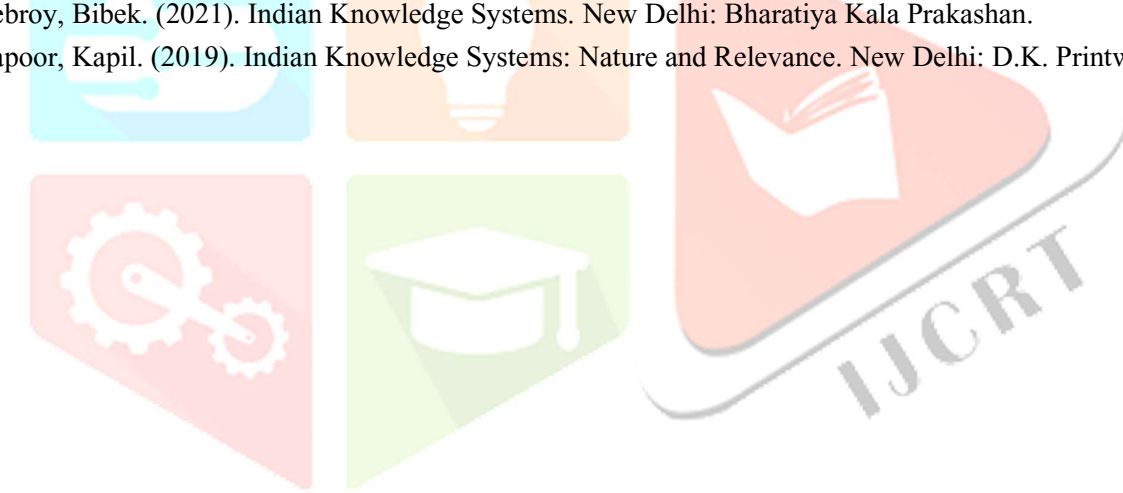 ebroy, Bibek. (2021). Indian Knowledge Systems. New Delhi: Bharatiya Kala Prakashan.
apoor, Kapil. (2019). Indian Knowledge Systems: Nature and Relevance. New Delhi: D.K. Printw
IJCRT